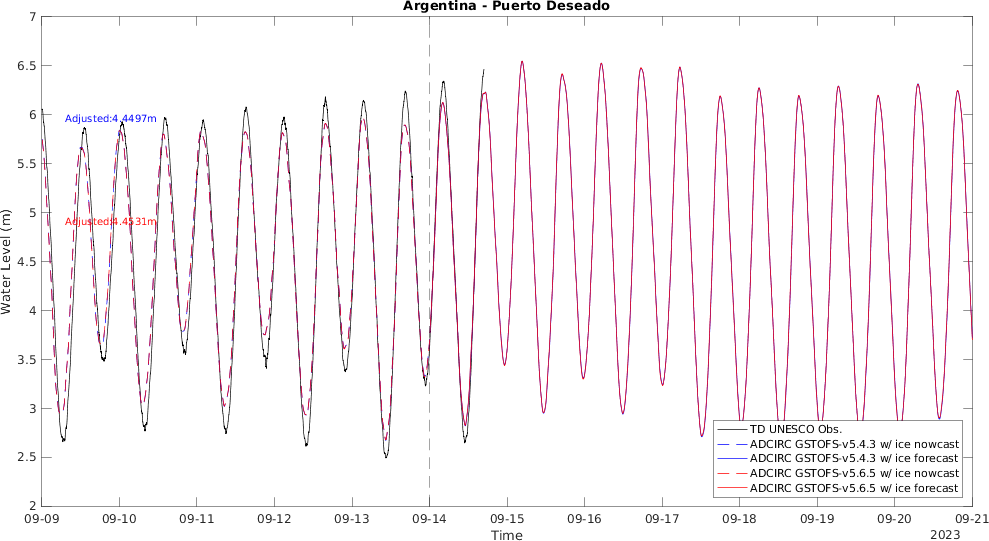 Argentina - Puerto Deseado
7
6.5
6
5.5
5
4.5
4
3.5
3
2.5
2
Water Level (m)
Adjusted:4.4497m
Adjusted:4.4531m
TD UNESCO Obs.
ADCIRC GSTOFS-v5.4.3 w/ ice nowcast
ADCIRC GSTOFS-v5.4.3 w/ ice forecast
ADCIRC GSTOFS-v5.6.5 w/ ice nowcast
ADCIRC GSTOFS-v5.6.5 w/ ice forecast
09-09 09-10 09-11 09-12 09-13 09-14 09-15 09-16 09-17 09-18 09-19 09-20 09-21
Time
2023